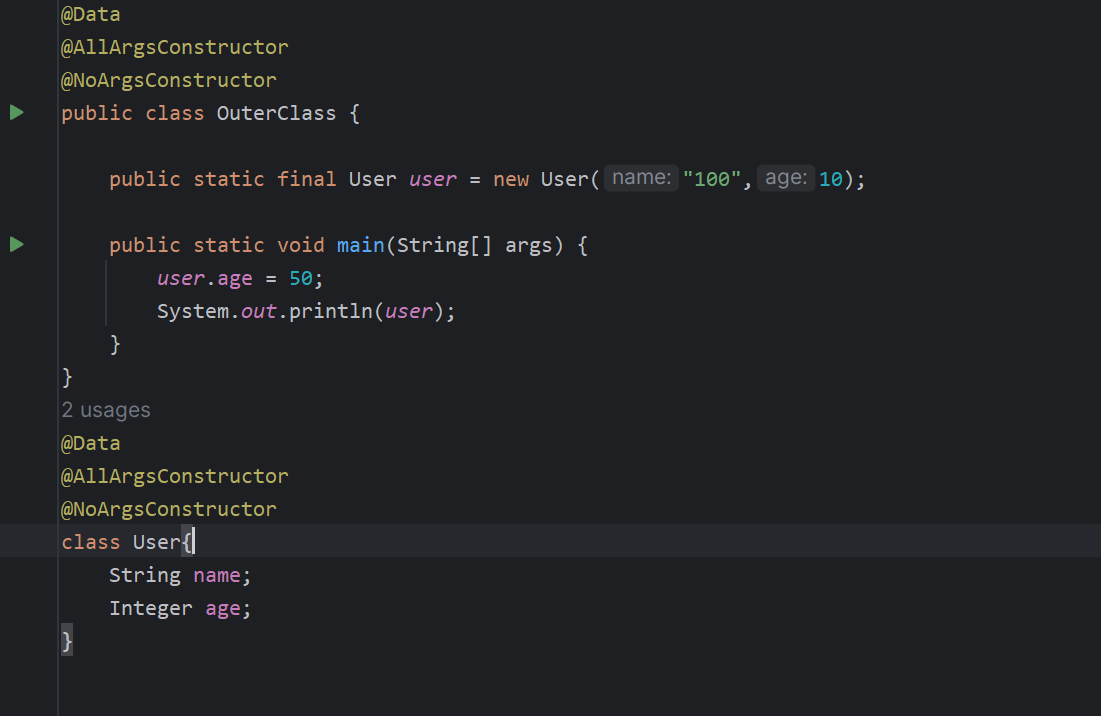 @Data
@AllArgsConstructor
@NoArgsConstructor
public class OuterClass {
    public static final User user = new User( name: "100", age: 10);
    public static void main(String[] args) {
        user.age = 50;
        System.out.println(user);
    }
}
2 usages
@Data
@AllArgsConstructor
@NoArgsConstructor
class User{
    String name;
    Integer age;
}